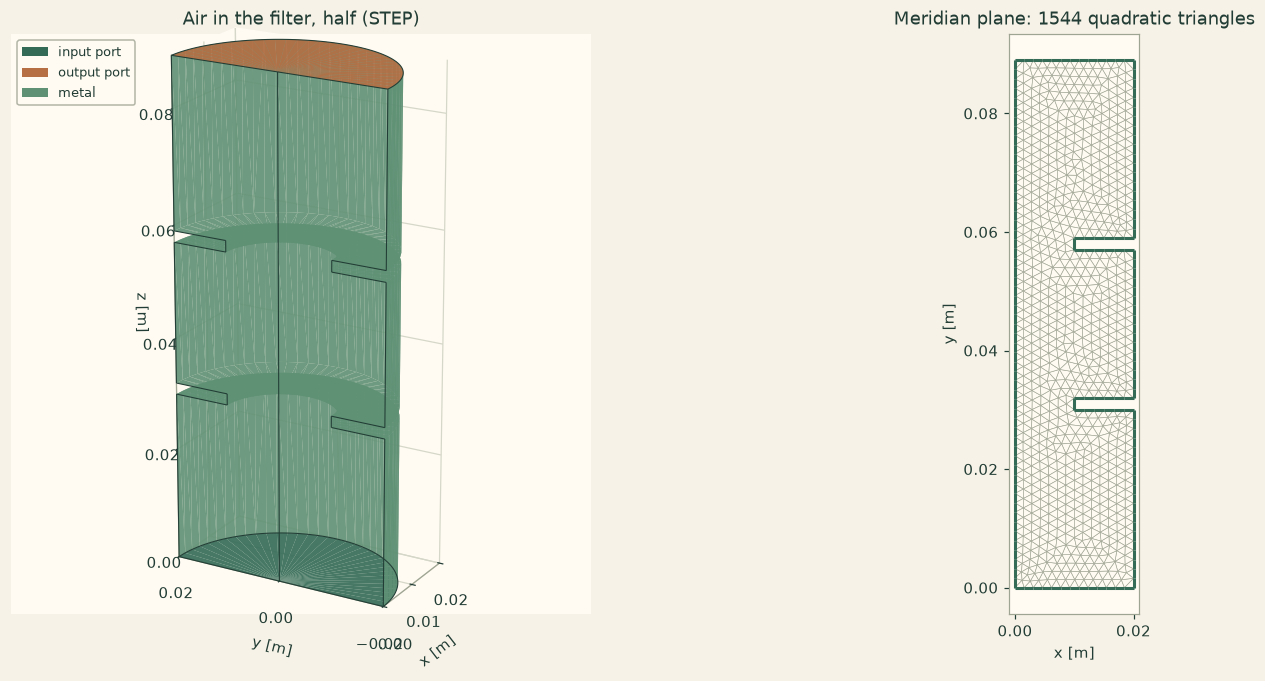 Air in the filter, half (STEP)
input port
output port
metal
0.08
0.06
0.04
0.02
0.00
z [m]
0.02
0.00
y [m]
0.00
0.01
0.02
x [m]
Meridian plane: 1544 quadratic triangles
0.08
0.06
0.04
0.02
0.00
y [m]
0.00
0.02
x [m]